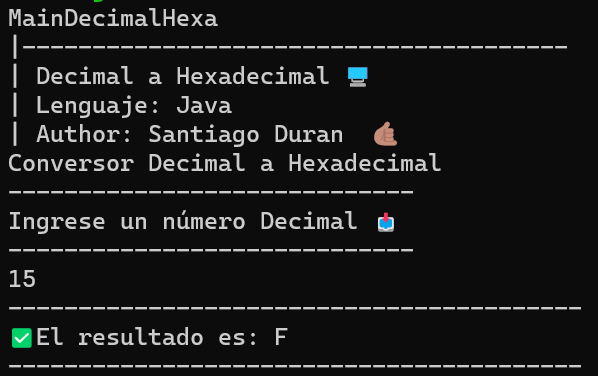 MainDecimalHexa
|-----------------------------------
| Decimal a Hexadecimal 🖥️
| Lenguaje: Java
| Author: Santiago Duran 🤙🏽
Conversor Decimal a Hexadecimal
--------------------------
Ingrese un número Decimal 📩
--------------------------
15
-------------------------------------
✅El resultado es: F
-------------------------------------